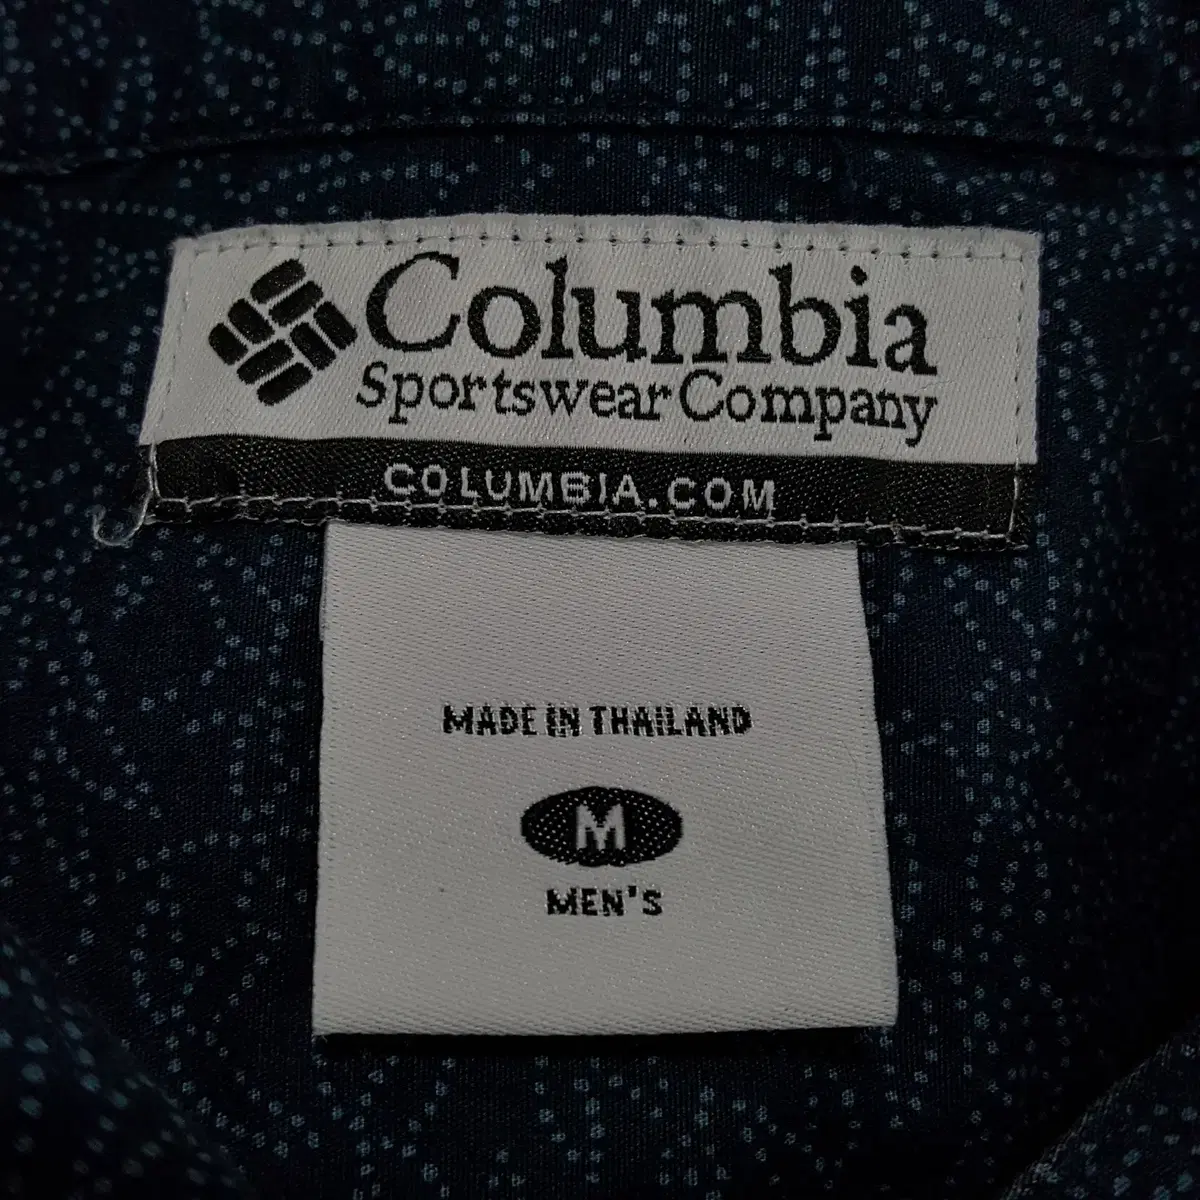 Columbia
Sportswear Company
COLUMBIA.COM
MADE IN THAILAND
M
MEN'S